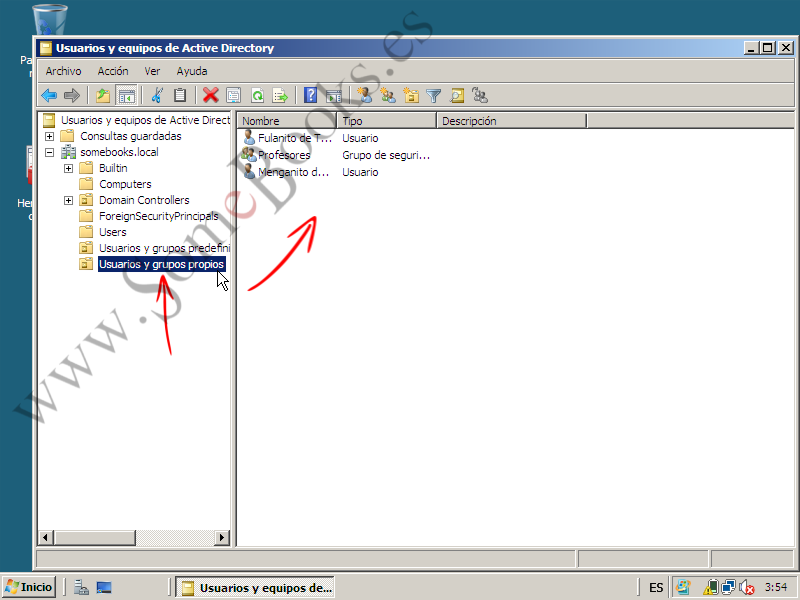 Pa
Usuarios y equipos de Active Directory
Archivo Acción Ver Ayuda
Usuarios y equipos de Active Direct
Consultas guardadas
somebooks.local
Builtin
Computers
Domain Controllers
ForeignSecurityPrincipals
Users
Usuarios y grupos predefini
Usuarios y grupos propios
Nombre Tipo Descripción
Fulanito de T... Usuario
Profesores Grupo de seguri...
Menganito d... Usuario
Her
www.SomeBooks.es
Inicio
Usuarios y equipos de...
ES
3:54